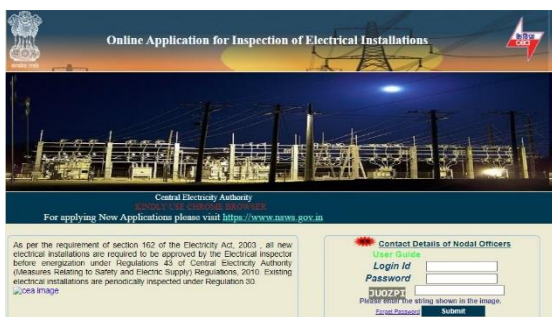 Online Application for Inspection of Electrical Installations
Central Electricity Authority
KINDLY USE CHROME BROWSER
For applying New Applications please visit https://www.nsws.gov.in
As per the requirement of section 162 of the Electricity Act, 2003 , all new
electrical installations are required to be approved by the Electrical inspector
before energization under Regulations 43 of Central Electricity Authority
(Measures Relating to Safety and Electric Supply) Regulations, 2010. Existing
electrical installations are periodically inspected under Regulation 30.
cea image
Contact Details of Nodal Officers
User Guide
Login Id
Password
JUOZPI
Please enter the string shown in the image.
Forget Password Submit